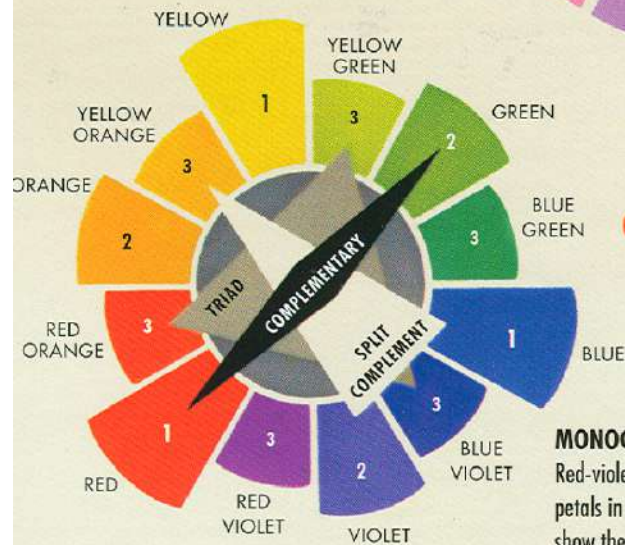 YELLOW
1
YELLOW
GREEN
3
GREEN
2
BLUE
GREEN
3
BLUE
1
BLUE
VIOLET
3
VIOLET
2
RED
VIOLET
3
RED
1
RED
ORANGE
3
ORANGE
2
YELLOW
ORANGE
3
TRIAD
COMPLEMENTARY
SPLIT
COMPLEMENT
MONOC
Red-viole
petals in
show the